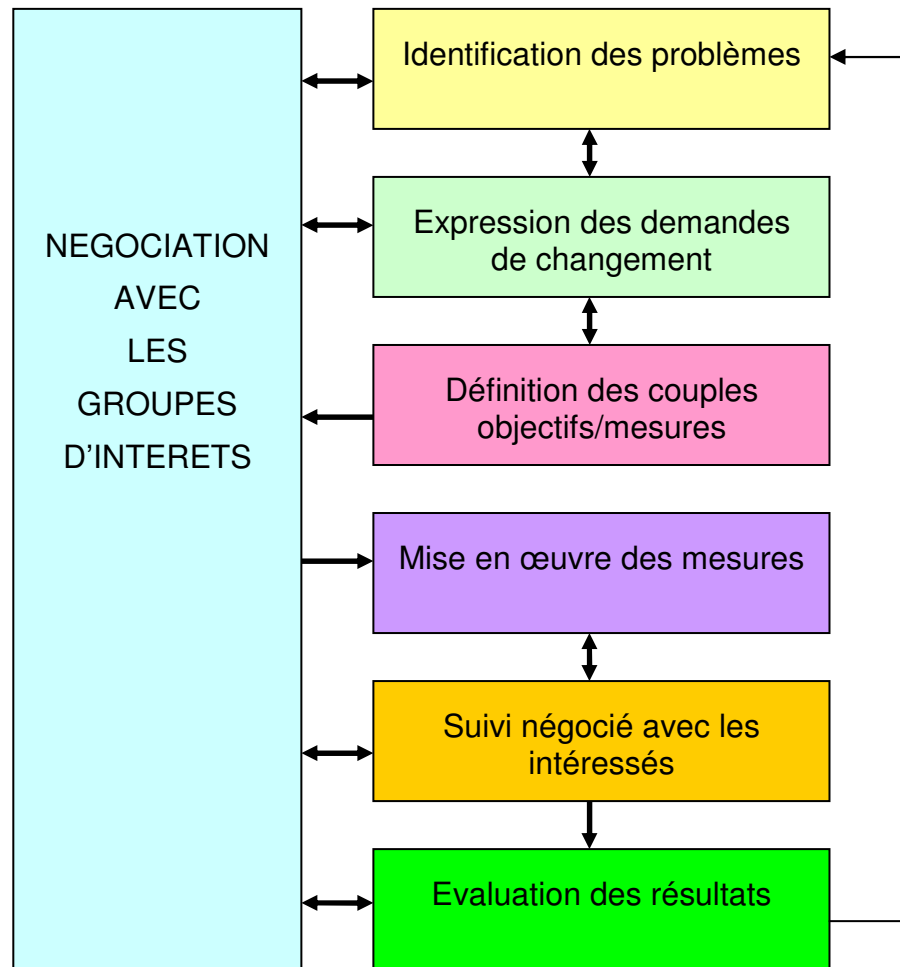 NEGOCIATION
AVEC
LES
GROUPES
D'INTERETS
Identification des problèmes
Expression des demandes
de changement
Définition des couples
objectifs/mesures
Mise en œuvre des mesures
Suivi négocié avec les
intéressés
Evaluation des résultats